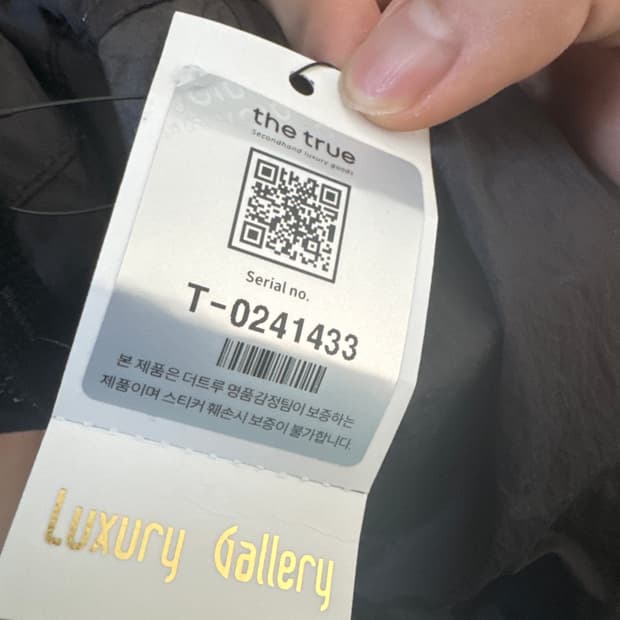 the true
Secondhand luxury goods
Serial no.
T-0241433
본 제품은 더트루 명품감정팀이 보증하는
제품이며 스티커 훼손시 보증이 불가합니다.
Luxury Gallery